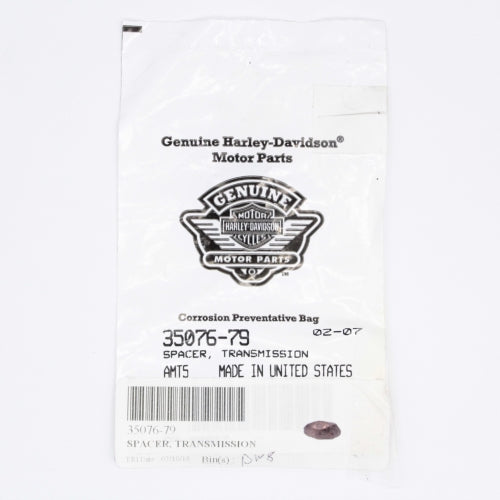 Genuine Harley-Davidson®
Motor Parts
GENUINE
MOTOR
HARLEY-DAVIDSON
CYCLES
MOTOR PARTS
Corrosion Preventative Bag
35076-79 02-07
SPACER, TRANSMISSION
AMT5 MADE IN UNITED STATES
35076-79
SPACER, TRANSMISSION
Bin(s):